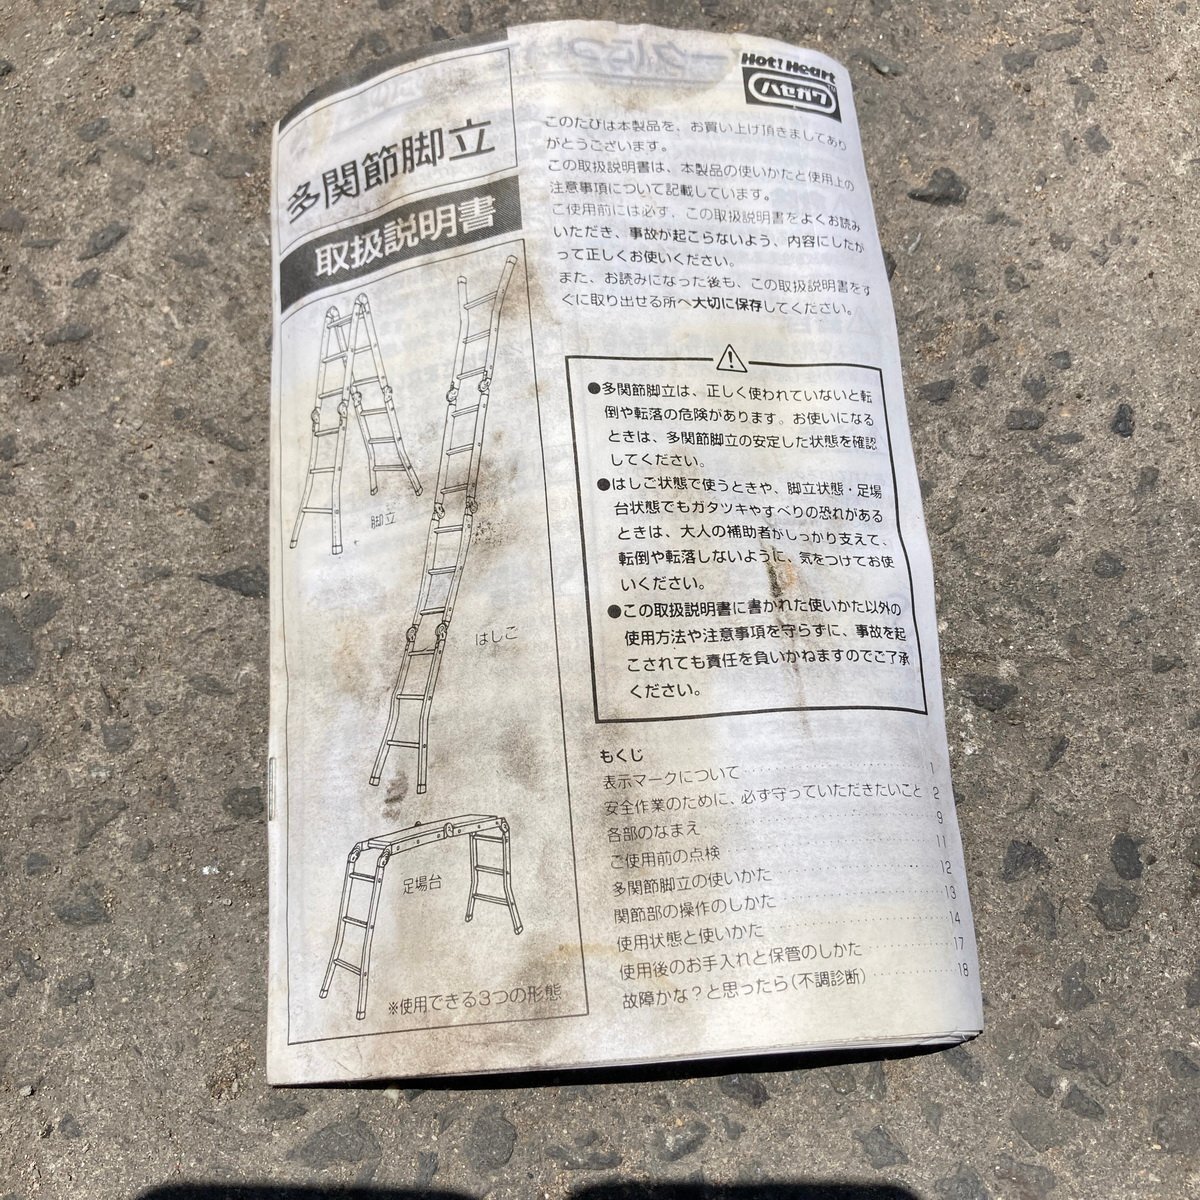 多関節脚立
取扱説明書
脚立
はしご
足場台
※使用できる3つの形態
Hot! Heart
ハセガワ
このたびは本製品を、お買い上げ頂きましてあり
がとうございます。
この取扱説明書は、本製品の使いかたと使用上の
注意事項について記載しています。
ご使用前には必ず、この取扱説明書をよくお読み
いただき、事故が起こらないよう、内容にしたが
って正しくお使いください。
また、お読みになった後も、この取扱説明書をす
ぐに取り出せる所へ大切に保存してください。
●多関節脚立は、正しく使われていないと転
倒や転落の危険があります。お使いになる
ときは、多関節脚立の安定した状態を確認
してください。
●はしご状態で使うときや、脚立状態・足場
台状態でもガタツキやすべりの恐れがある
ときは、大人の補助者がしっかり支えて、
転倒や転落しないように、気をつけてお使
いください。
●この取扱説明書に書かれた使いかた以外の
使用方法や注意事項を守らずに、事故を起
こされても責任を負いかねますのでご了承
ください。
もくじ
表示マークについて 1
安全作業のために、必ず守っていただきたいこと 2
各部のなまえ 9
ご使用前の点検 11
多関節脚立の使いかた 12
関節部の操作のしかた 13
使用状態と使いかた 14
使用後のお手入れと保管のしかた 17
故障かな？と思ったら(不調診断) 18